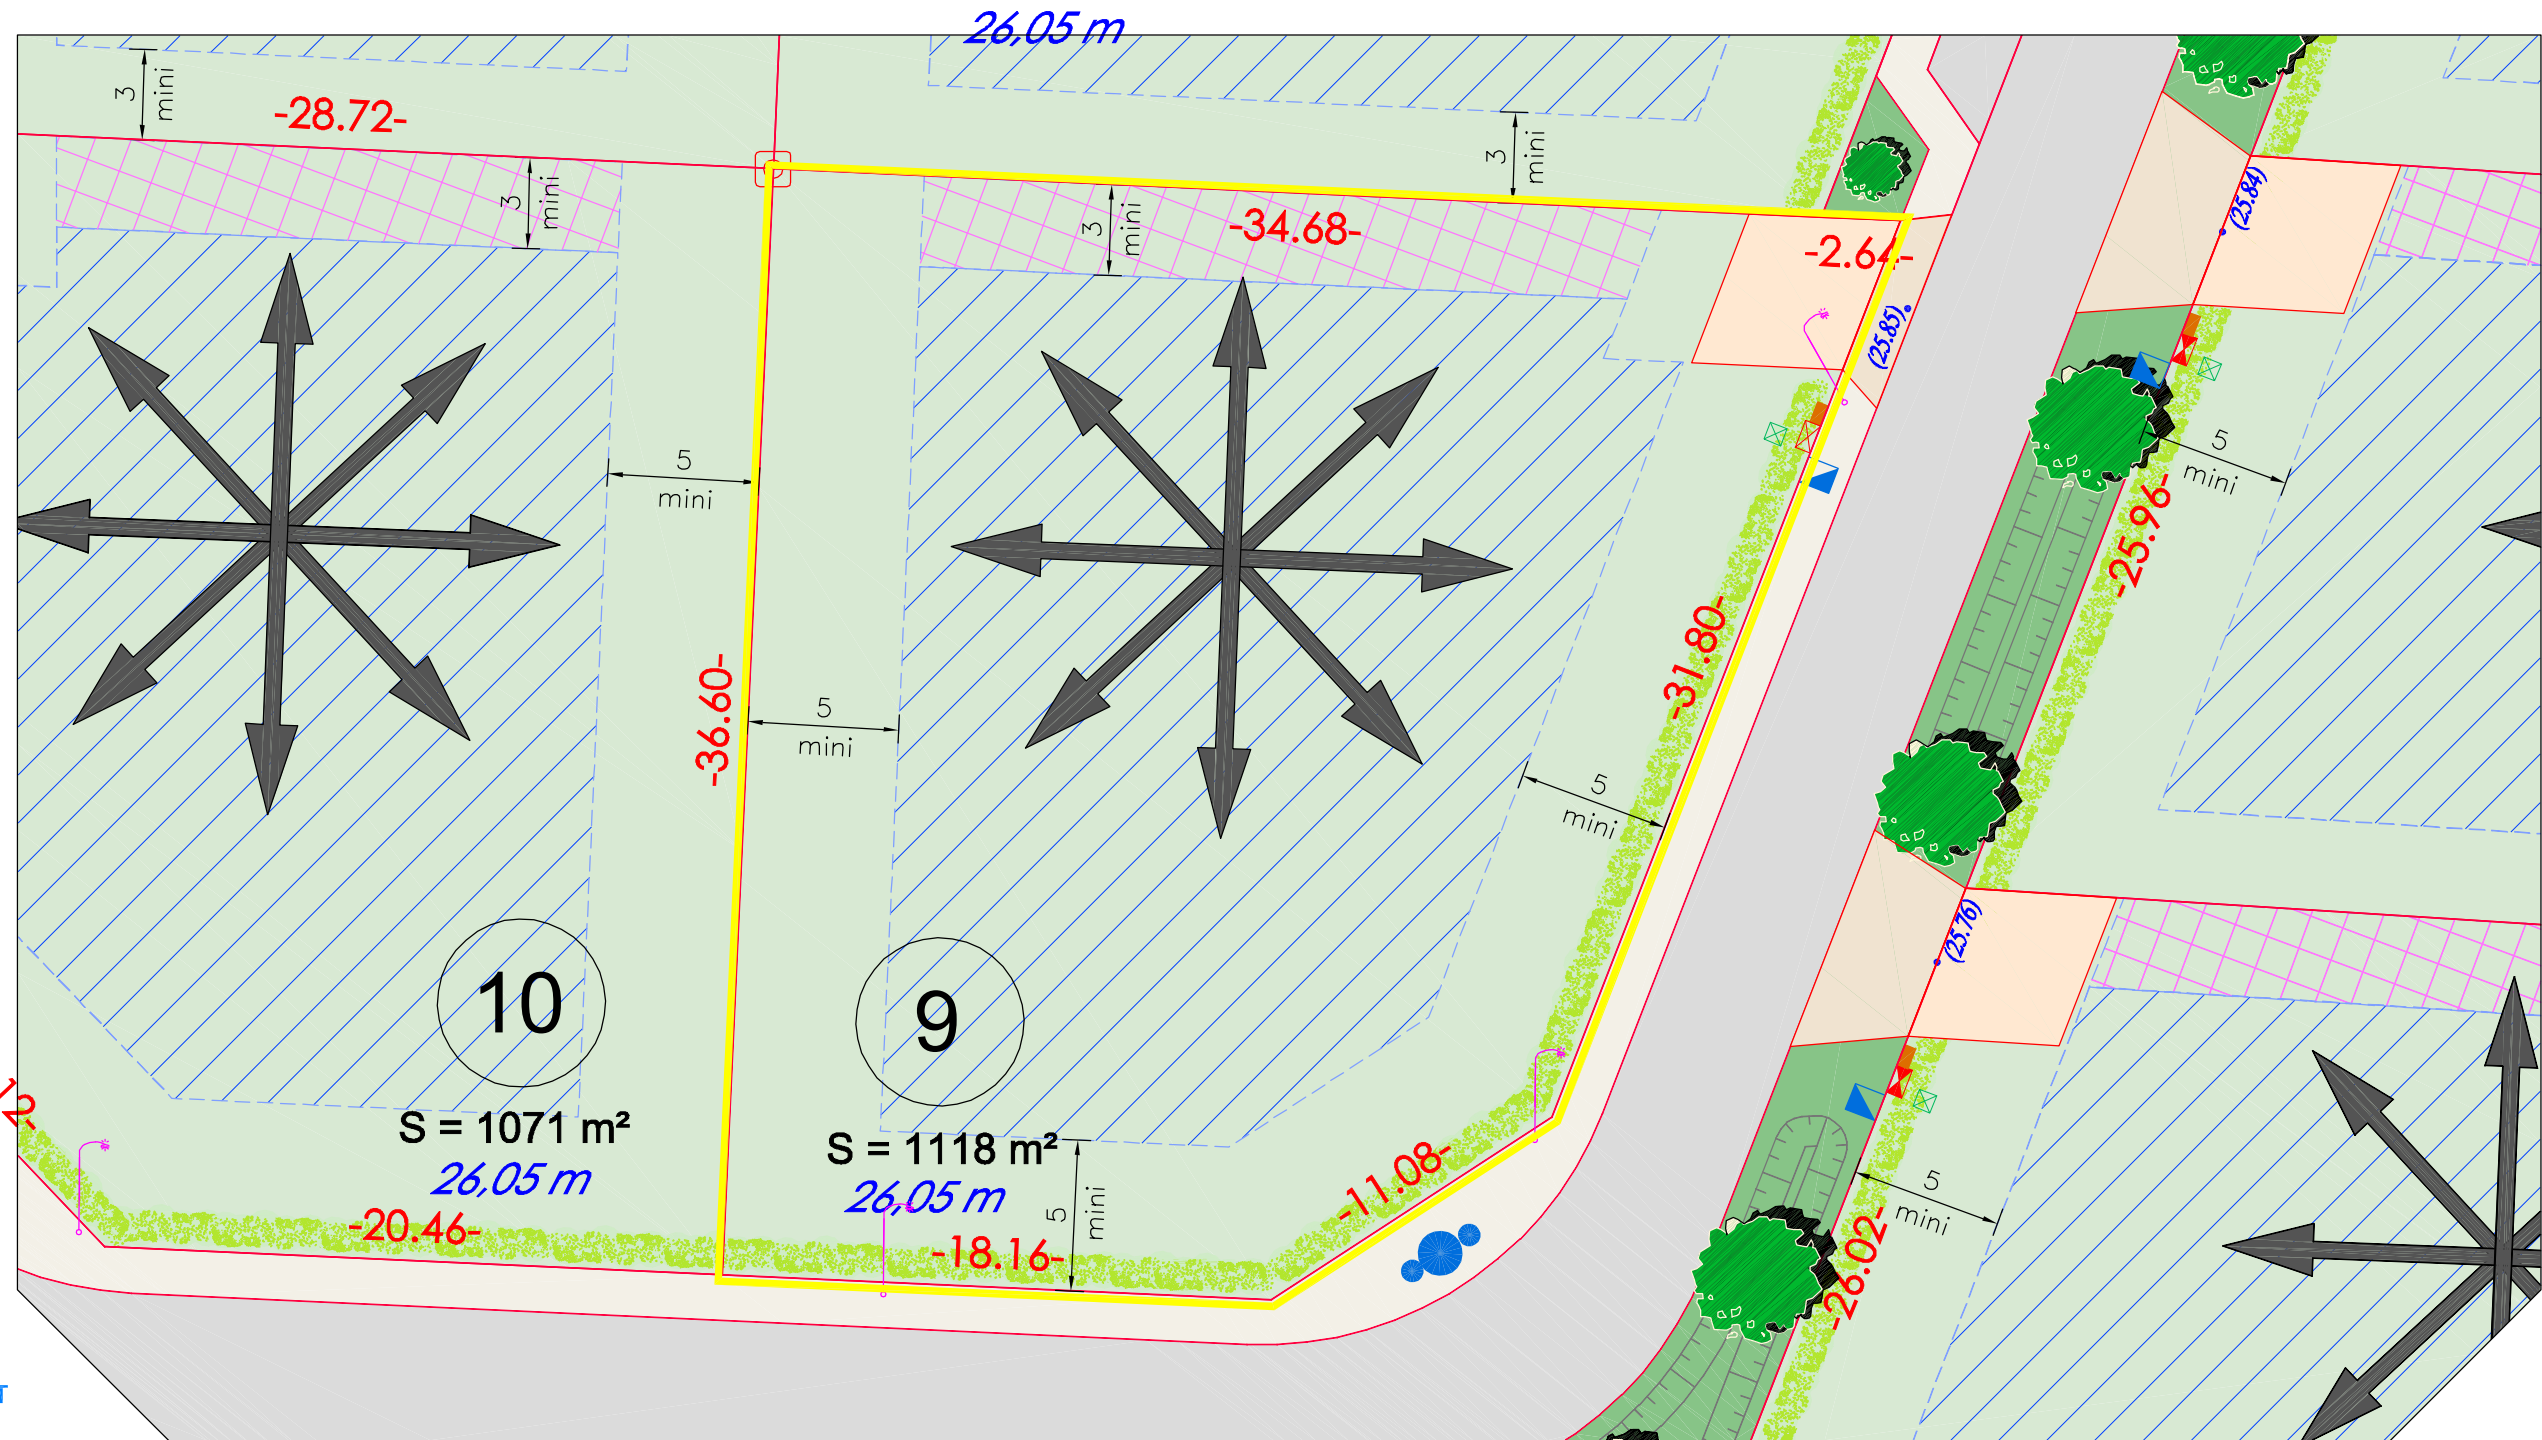 26,05 m
3
mini
-28.72-
3
mini
3
mini
3
mini
-34.68-
-2.64-
(25.84)
(25.85)
5
mini
5
mini
-25.96-
-36.60-
5
mini
-31.80-
5
mini
(25.76)
10
9
S = 1071 m²
26,05 m
S = 1118 m²
26,05 m
12-
-11.08-
5
mini
5
mini
-20.46-
-18.16-
-26.02-